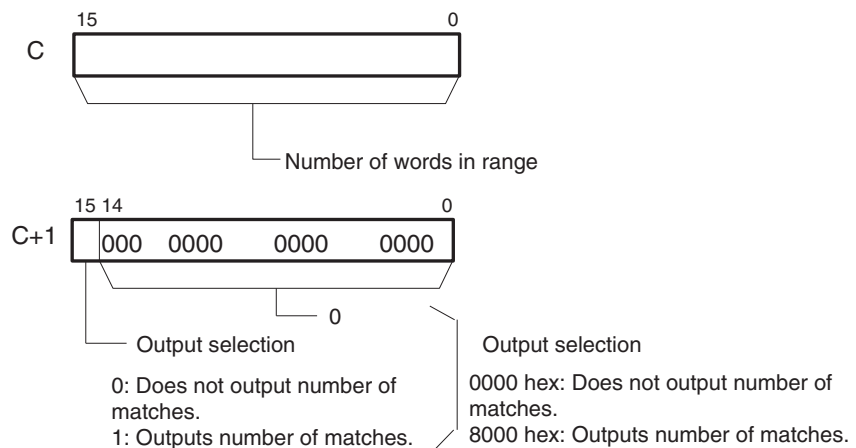 15 0
C
Number of words in range
15 14 0
C+1 000 0000 0000 0000
0
Output selection
0: Does not output number of
matches.
1: Outputs number of matches.
Output selection
0000 hex: Does not output number of
matches.
8000 hex: Outputs number of matches.